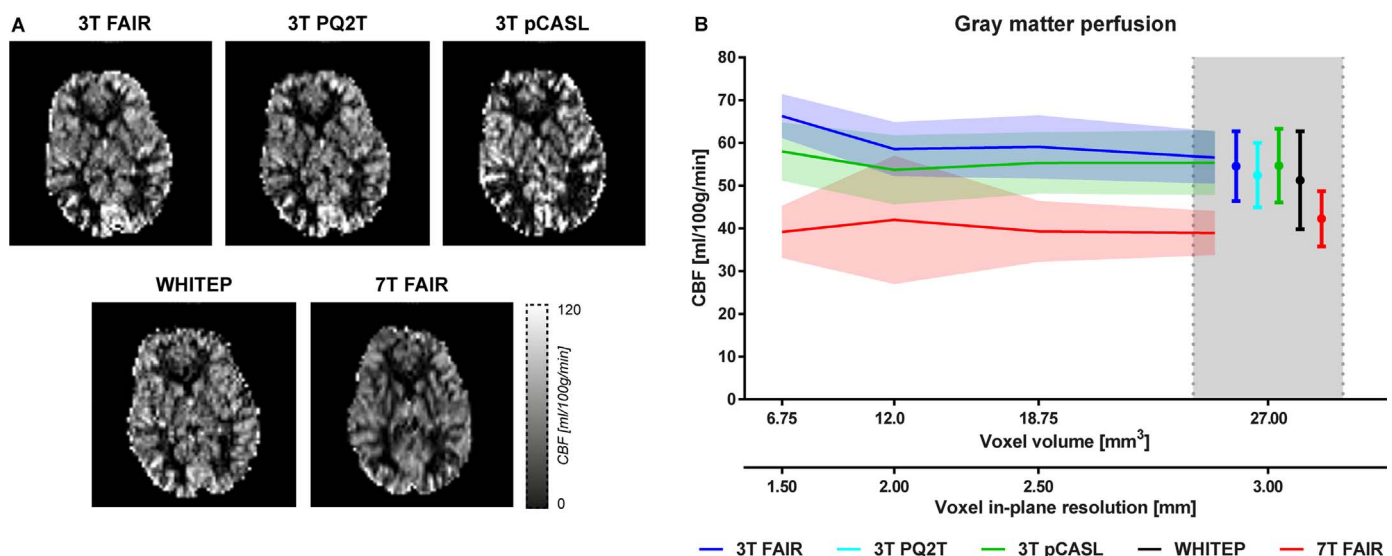 A
3T FAIR
3T PQ2T
3T pCASL
WHITEP
7T FAIR
120
CBF [ml/100g/min]
0
B
Gray matter perfusion
80
70
60
50
40
30
20
10
0
CBF [ml/100g/min]
6.75 12.0 18.75 27.00
Voxel volume [mm³]
1.50 2.00 2.50 3.00
Voxel in-plane resolution [mm]
3T FAIR 3T PQ2T 3T pCASL WHITEP 7T FAIR